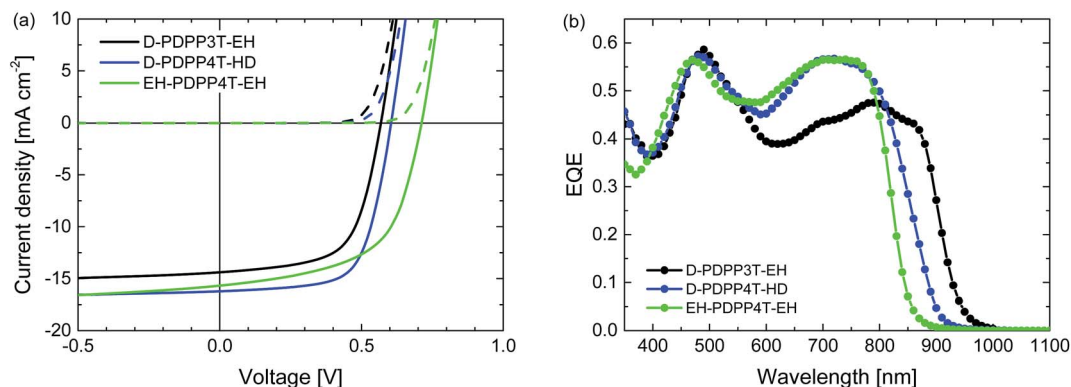 (a)
D-PDPP3T-EH
D-PDPP4T-HD
EH-PDPP4T-EH
10
5
0
-5
-10
-15
-20
Current density [mA cm⁻²]
-0.5 0.0 0.5 1.0
Voltage [V]
(b)
0.6
0.5
0.4
0.3
0.2
0.1
0.0
EQE
D-PDPP3T-EH
D-PDPP4T-HD
EH-PDPP4T-EH
400 500 600 700 800 900 1000 1100
Wavelength [nm]